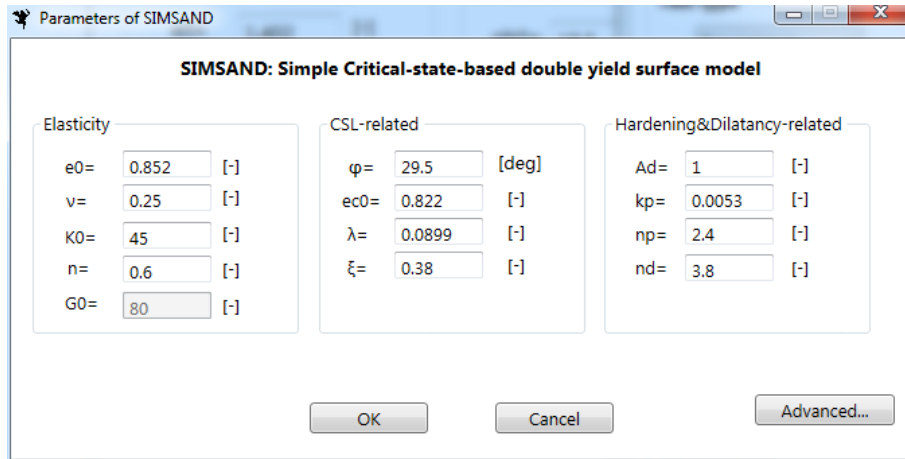 Parameters of SIMSAND
SIMSAND: Simple Critical-state-based double yield surface model
Elasticity
e0= 0.852 [-]
ν= 0.25 [-]
K0= 45 [-]
n= 0.6 [-]
G0= 80 [-]
CSL-related
φ= 29.5 [deg]
ec0= 0.822 [-]
λ= 0.0899 [-]
ξ= 0.38 [-]
Hardening&Dilatancy-related
Ad= 1 [-]
kp= 0.0053 [-]
np= 2.4 [-]
nd= 3.8 [-]
OK
Cancel
Advanced...